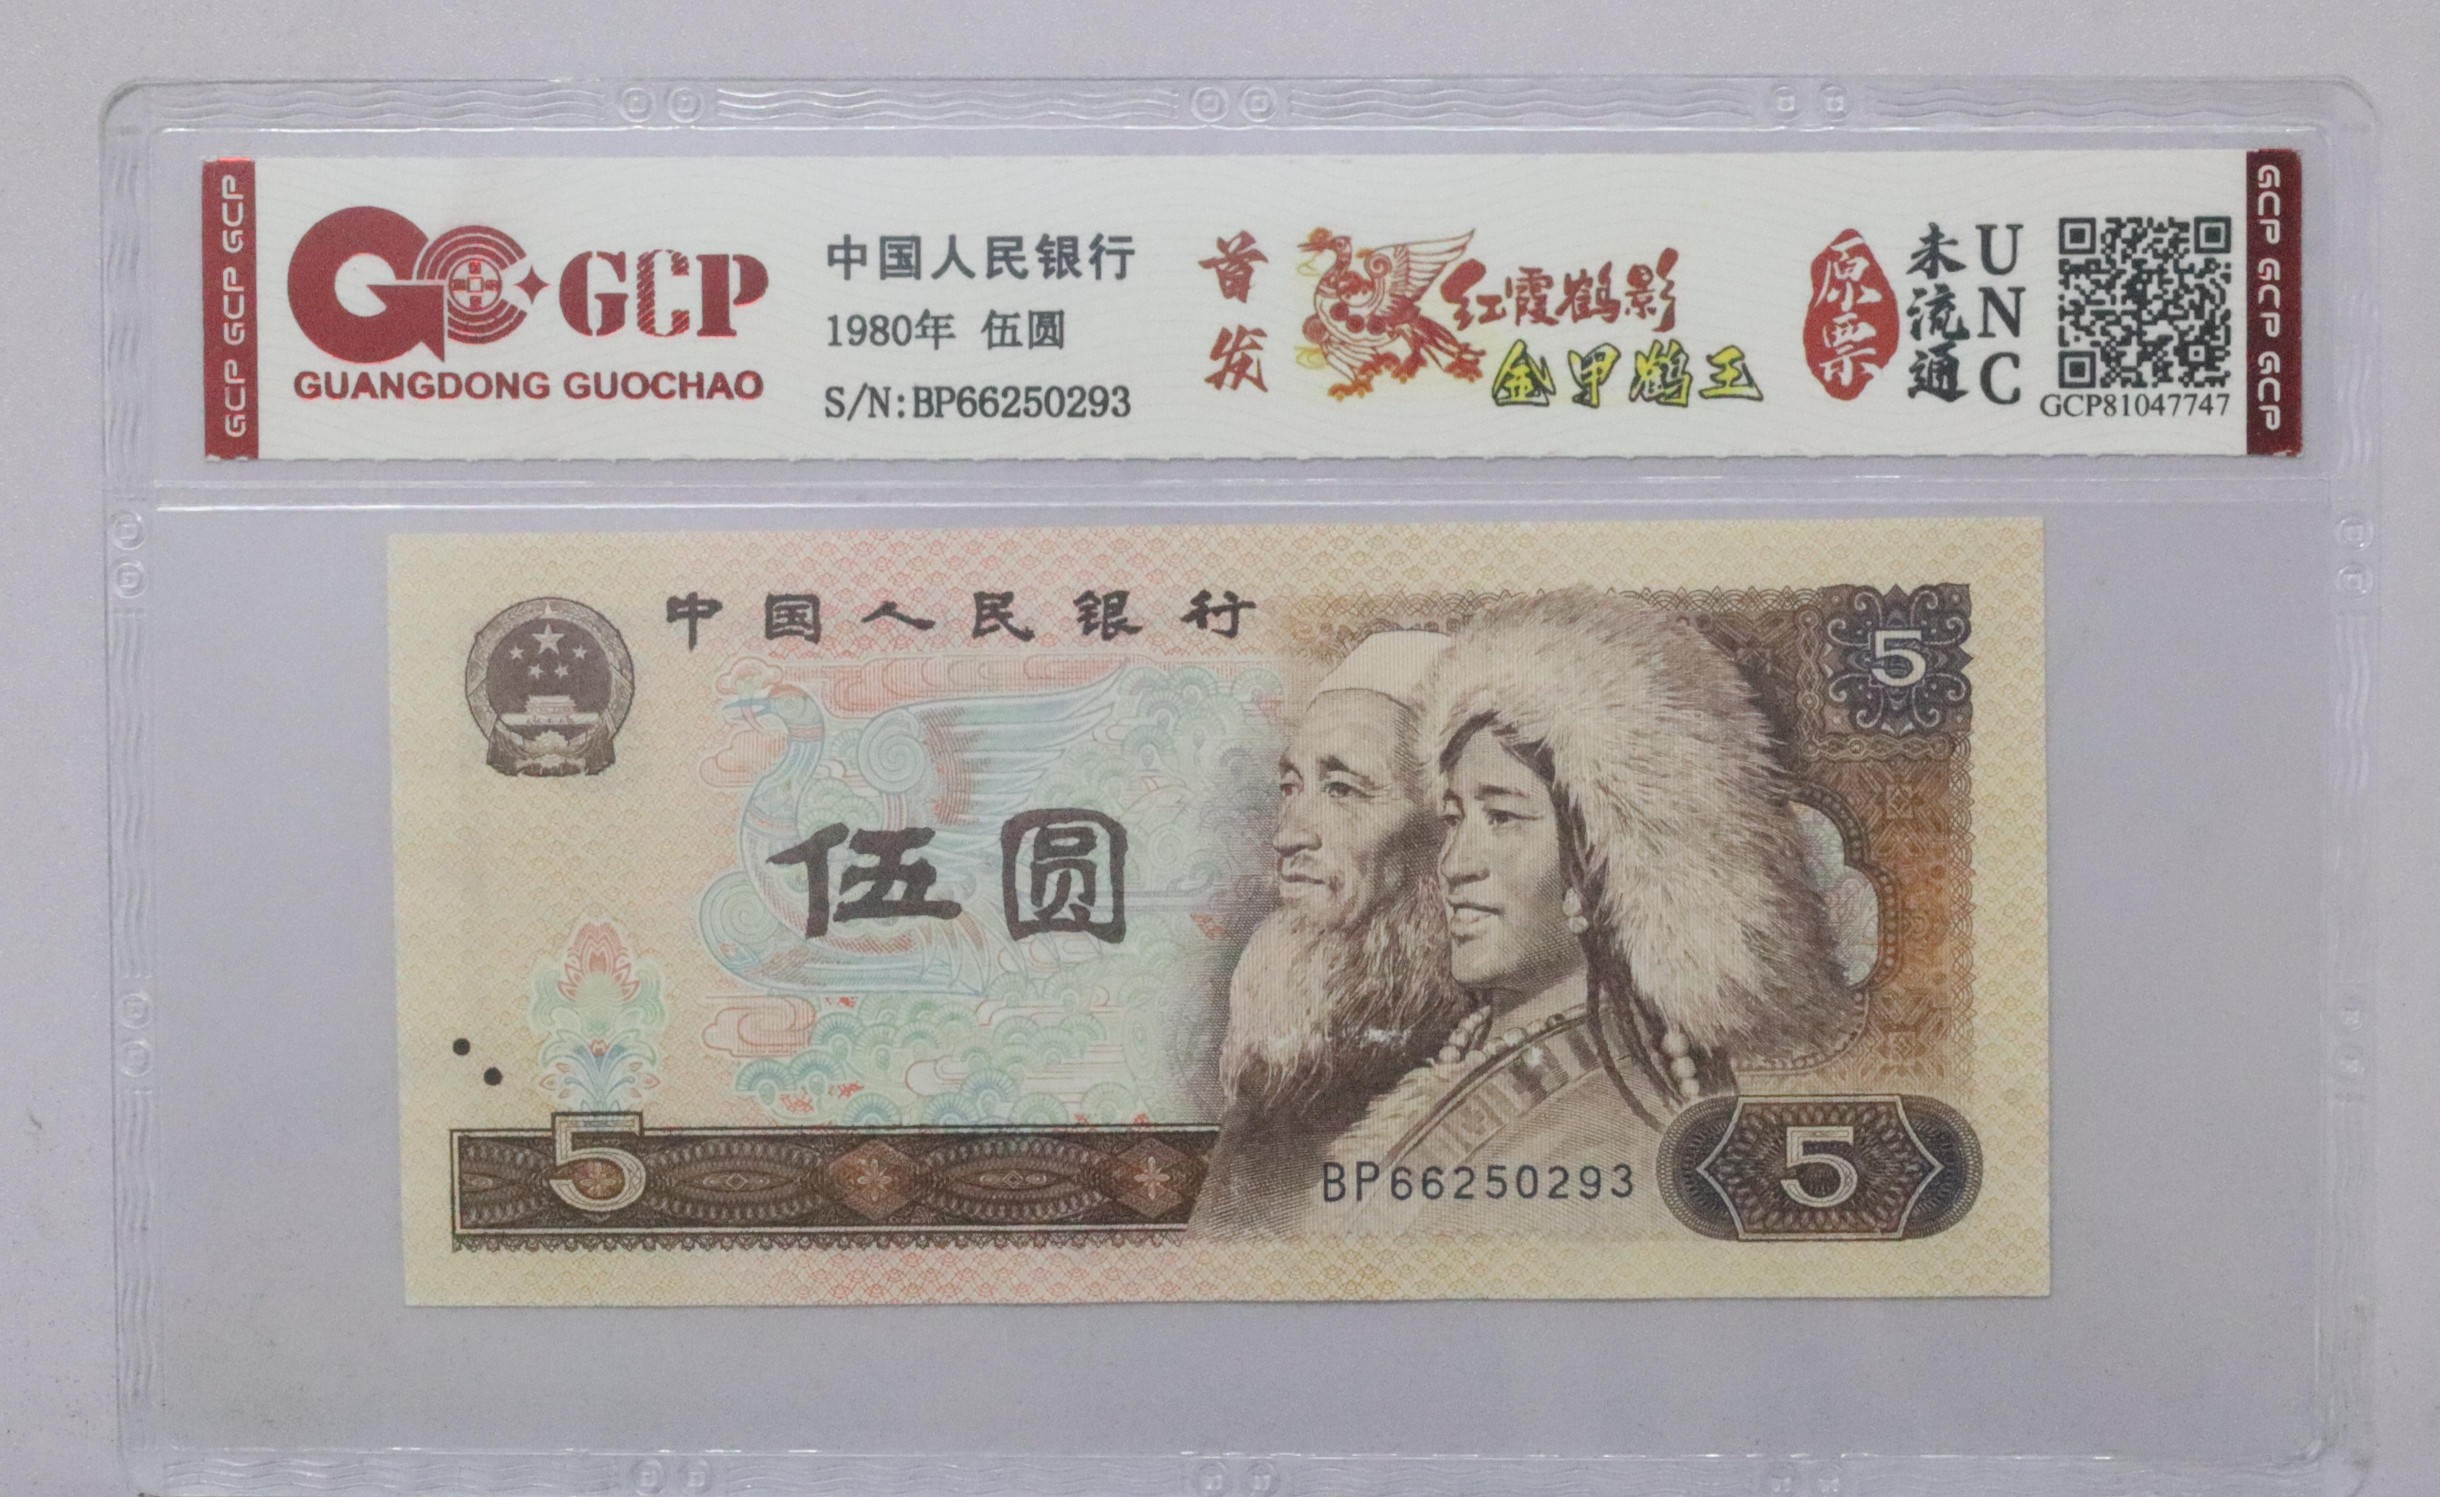 GCP GCP GCP
GCP
GUANGDONG GUOCHAO
中国人民银行
1980年 伍圆
S/N:BP66250293
首发
红霞鹤影
金甲鹤王
原票
未流通
UNC
GCP81047747
GCP GCP GCP
中国人民银行
5
伍圆
5
BP66250293
5